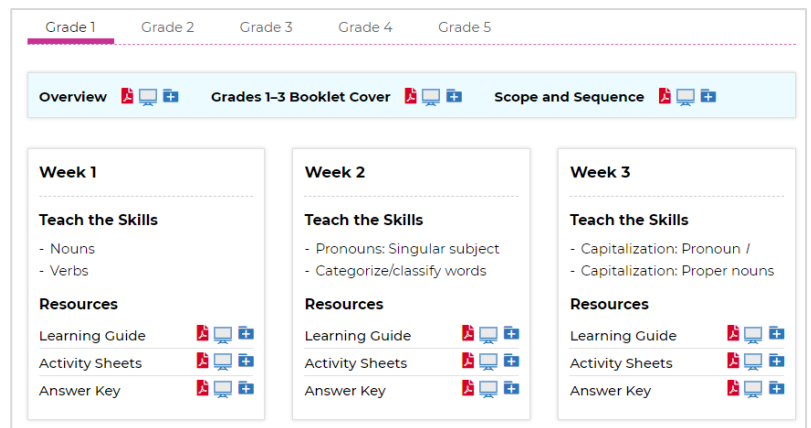 Grade 1 Grade 2 Grade 3 Grade 4 Grade 5
Overview Grades 1–3 Booklet Cover Scope and Sequence
Week 1
Teach the Skills
- Nouns
- Verbs
Resources
Learning Guide
Activity Sheets
Answer Key
Week 2
Teach the Skills
- Pronouns: Singular subject
- Categorize/classify words
Resources
Learning Guide
Activity Sheets
Answer Key
Week 3
Teach the Skills
- Capitalization: Pronoun I
- Capitalization: Proper nouns
Resources
Learning Guide
Activity Sheets
Answer Key